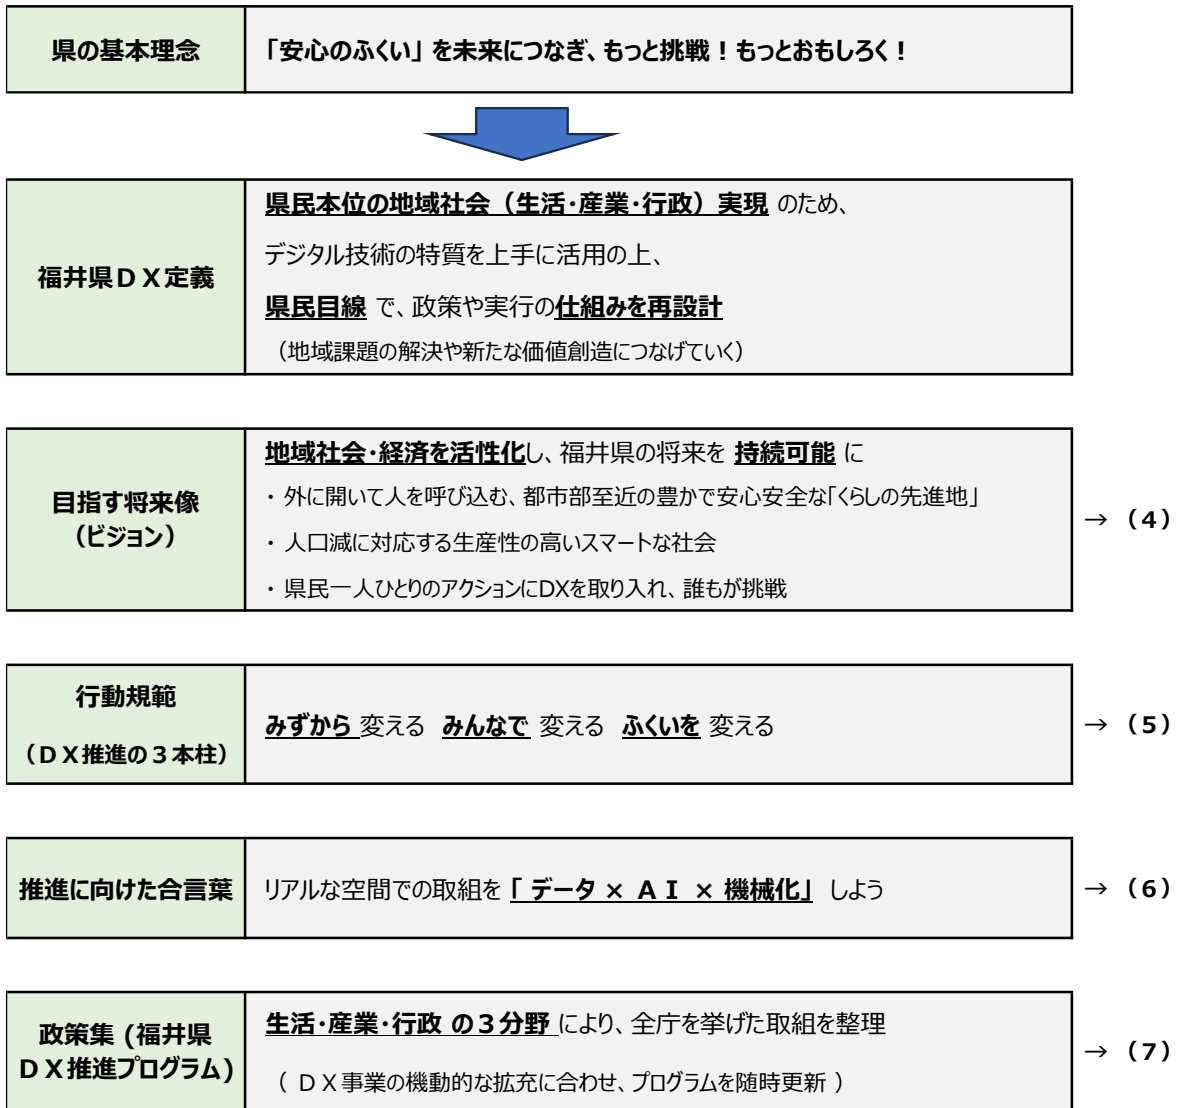 県の基本理念
「安心のふくい」を未来につなぎ、もっと挑戦！もっとおもしろく！
福井県ＤＸ定義
県民本位の地域社会（生活・産業・行政）実現 のため、
デジタル技術の特質を上手に活用の上、
県民目線 で、政策や実行の仕組みを再設計
（地域課題の解決や新たな価値創造につなげていく）
目指す将来像
（ビジョン）
地域社会・経済を活性化し、福井県の将来を 持続可能 に
・ 外に開いて人を呼び込む、都市部至近の豊かで安心安全な「くらしの先進地」
・ 人口減に対応する生産性の高いスマートな社会
・ 県民一人ひとりのアクションにDXを取り入れ、誰もが挑戦
→ （４）
行動規範
（ＤＸ推進の３本柱）
みずから 変える みんなで 変える ふくいを 変える
→ （５）
推進に向けた合言葉
リアルな空間での取組を 「 データ × ＡＩ × 機械化」 しよう
→ （６）
政策集 (福井県
ＤＸ推進プログラム)
生活・産業・行政 の３分野 により、全庁を挙げた取組を整理
（ ＤＸ事業の機動的な拡充に合わせ、プログラムを随時更新 ）
→ （７）